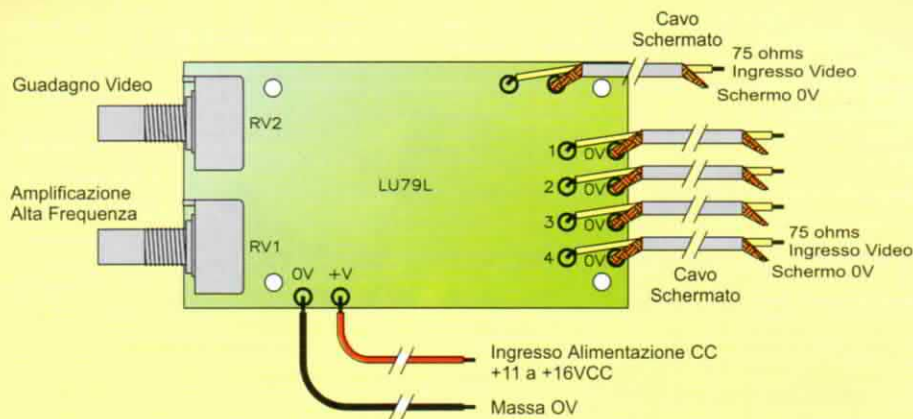 Cavo
Schermato
75 ohms
Ingresso Video
Schermo 0V
Guadagno Video
RV2
1 0V
2 0V
LU79L
3 0V
4 0V
Amplificazione
Alta Frequenza
RV1
75 ohms
Ingresso Video
Schermo 0V
Cavo
Schermato
0V +V
Ingresso Alimentazione CC
+11 a +16VCC
Massa OV